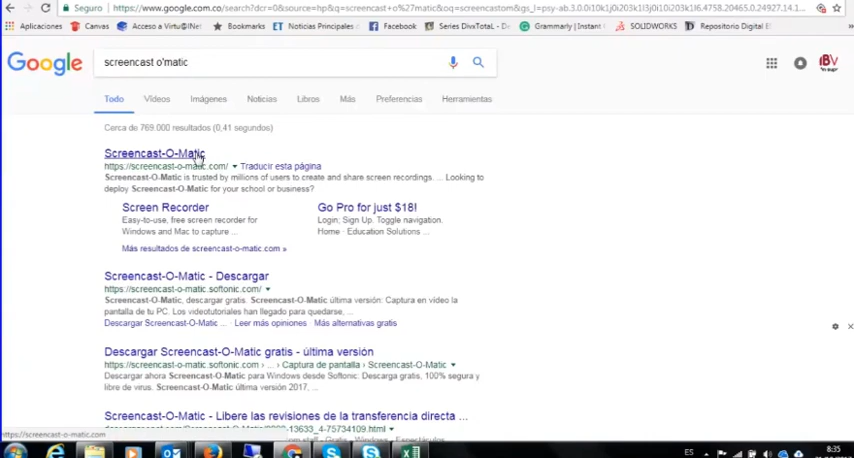 Seguro
https://www.google.com.co/search?dcr=0&source=hp&q=screencast+o%27matic&oq=screencastom&gs_l=psy-ab.3.0.0i10k1j0i203k1l3j0i10i203k1l6.4758.20465.0.24927.14.1...
Aplicaciones Canvas Acceso a Virtu@lNet Bookmarks Noticias Principales Facebook Series DivxTotaL - De Grammarly | Instant SOLIDWORKS Repositorio Digital E
Google
screencast o'matic
Todo Vídeos Imágenes Noticias Libros Más Preferencias Herramientas
Cerca de 769.000 resultados (0,41 segundos)
Screencast-O-Matic
https://screencast-o-matic.com/ Traducir esta página
Screencast-O-Matic is trusted by millions of users to create and share screen recordings. ... Looking to
deploy Screencast-O-Matic for your school or business?
Screen Recorder
Easy-to-use, free screen recorder for
Windows and Mac to capture ...
Go Pro for just $18!
Login; Sign Up. Toggle navigation.
Home · Education Solutions ...
Más resultados de screencast-o-matic.com »
Screencast-O-Matic - Descargar
https://screencast-o-matic.softonic.com/
Screencast-O-Matic, descargar gratis. Screencast-O-Matic última versión: Captura en vídeo la
pantalla de tu PC. Los videotutoriales han llegado para quedarse, ...
Descargar Screencast-O-Matic ... · Leer más opiniones · Más alternativas gratis
Descargar Screencast-O-Matic gratis - última versión
https://screencast-o-matic.softonic.com › ... › Captura de pantalla › Screencast-O-Matic
Descargar ahora Screencast-O-Matic para Windows desde Softonic: Descarga gratis, 100% segura y
libre de virus. Screencast-O-Matic última versión 2017. ...
Screencast-O-Matic - Libere las revisiones de la transferencia directa ...
https://screencast-o-matic.com
ES
8:35